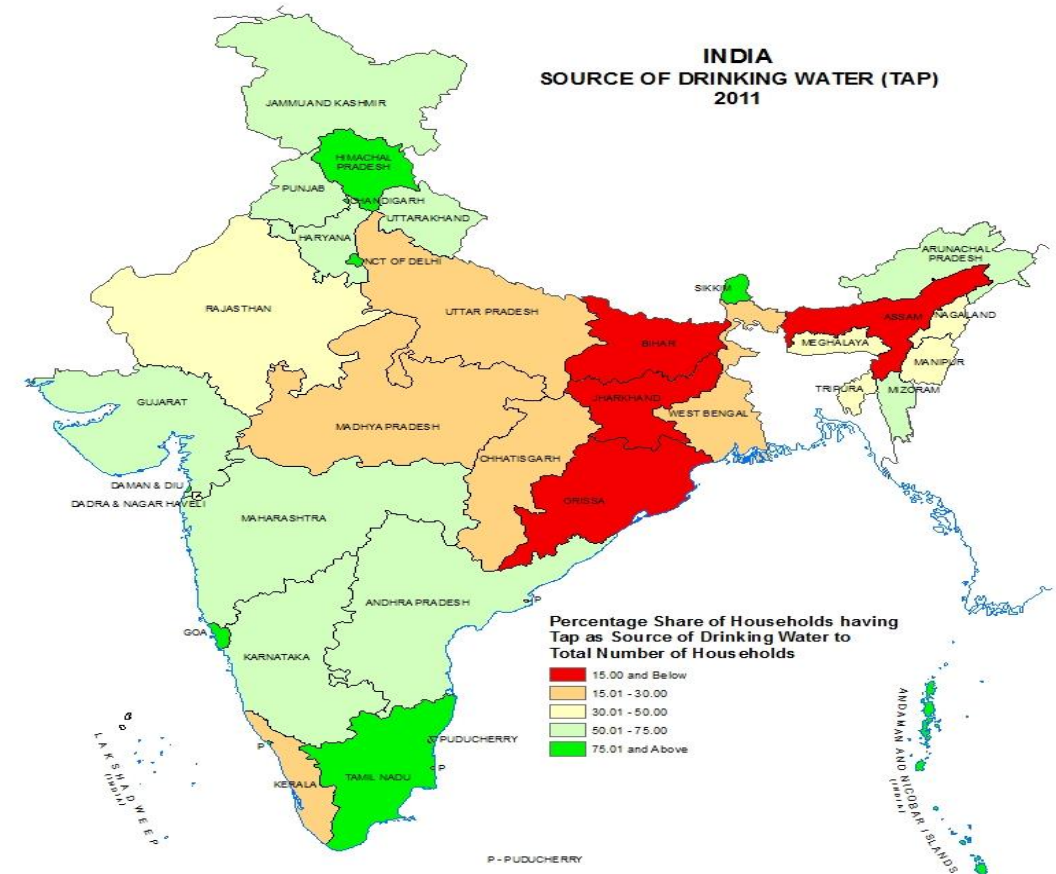 INDIA
SOURCE OF DRINKING WATER (TAP)
2011
JAMMU AND KASHMIR
HIMACHAL
PRADESH
PUNJAB
CHANDIGARH
UTTARAKHAND
HARYANA
NCT OF DELHI
ARUNACHAL
PRADESH
SIKKIM
RAJASTHAN
UTTAR PRADESH
ASSAM
NAGALAND
BIHAR
MEGHALAYA
MANIPUR
TRIPURA
MIZORAM
GUJARAT
JHARKHAND
WEST BENGAL
MADHYA PRADESH
CHHATISGARH
DAMAN & DIU
DADRA & NAGAR HAVELI
ORISSA
MAHARASHTRA
ANDHRA PRADESH
P
GOA
KARNATAKA
Percentage Share of Households having
Tap as Source of Drinking Water to
Total Number of Households
15.00 and Below
15.01 - 30.00
30.01 - 50.00
50.01 - 75.00
75.01 and Above
PUDUCHERRY
P
P
KERALA
TAMIL NADU
LAKSHADWEEP
(INDIA)
ANDAMAN AND NICOBAR ISLANDS
(INDIA)
P - PUDUCHERRY